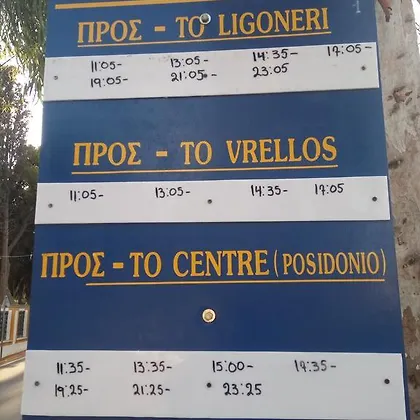 ΠΡΟΣ - ΤΟ LIGONERI
11:05- 13:05- 14:35- 17:05-
19:05- 21:05- 23:05
ΠΡΟΣ - ΤΟ VRELLOS
11:05- 13:05- 14:35- 17:05
ΠΡΟΣ - ΤΟ CENTRE (POSIDONIO)
11:35- 13:35- 15:00- 17:35-
19:25- 21:25- 23:25